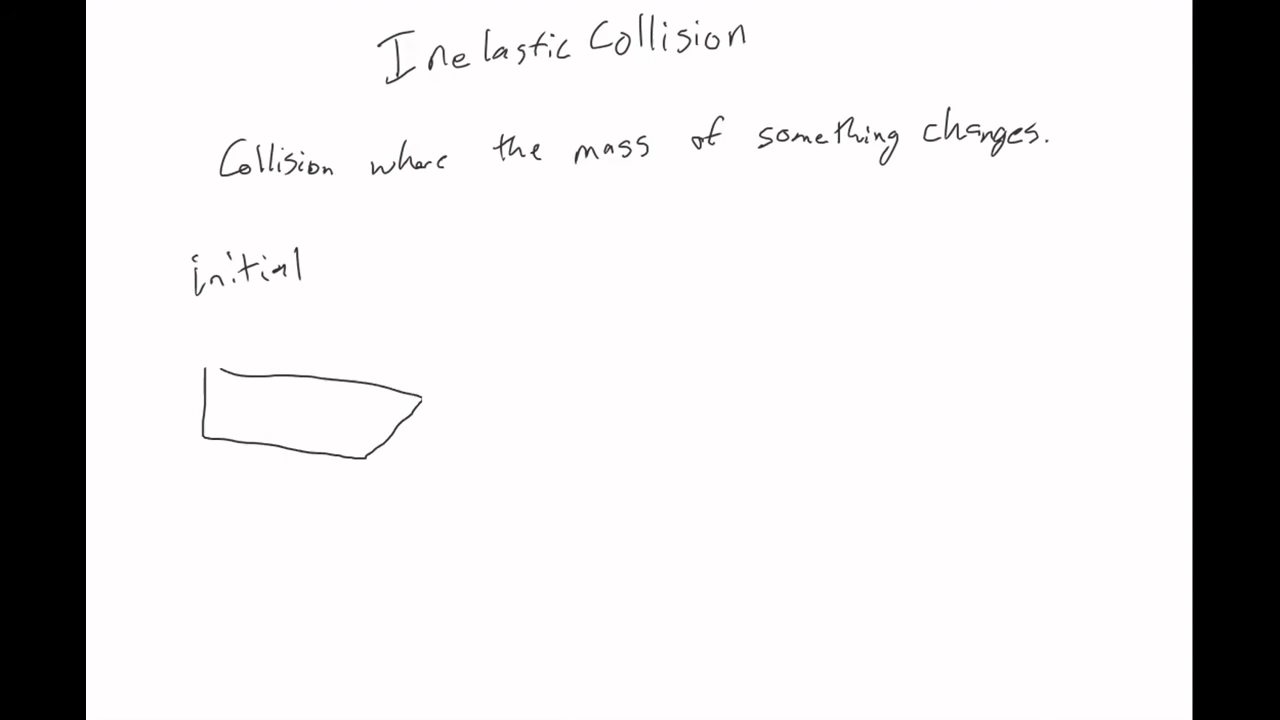 Inelastic Collision
Collision where the mass of something changes.
initial